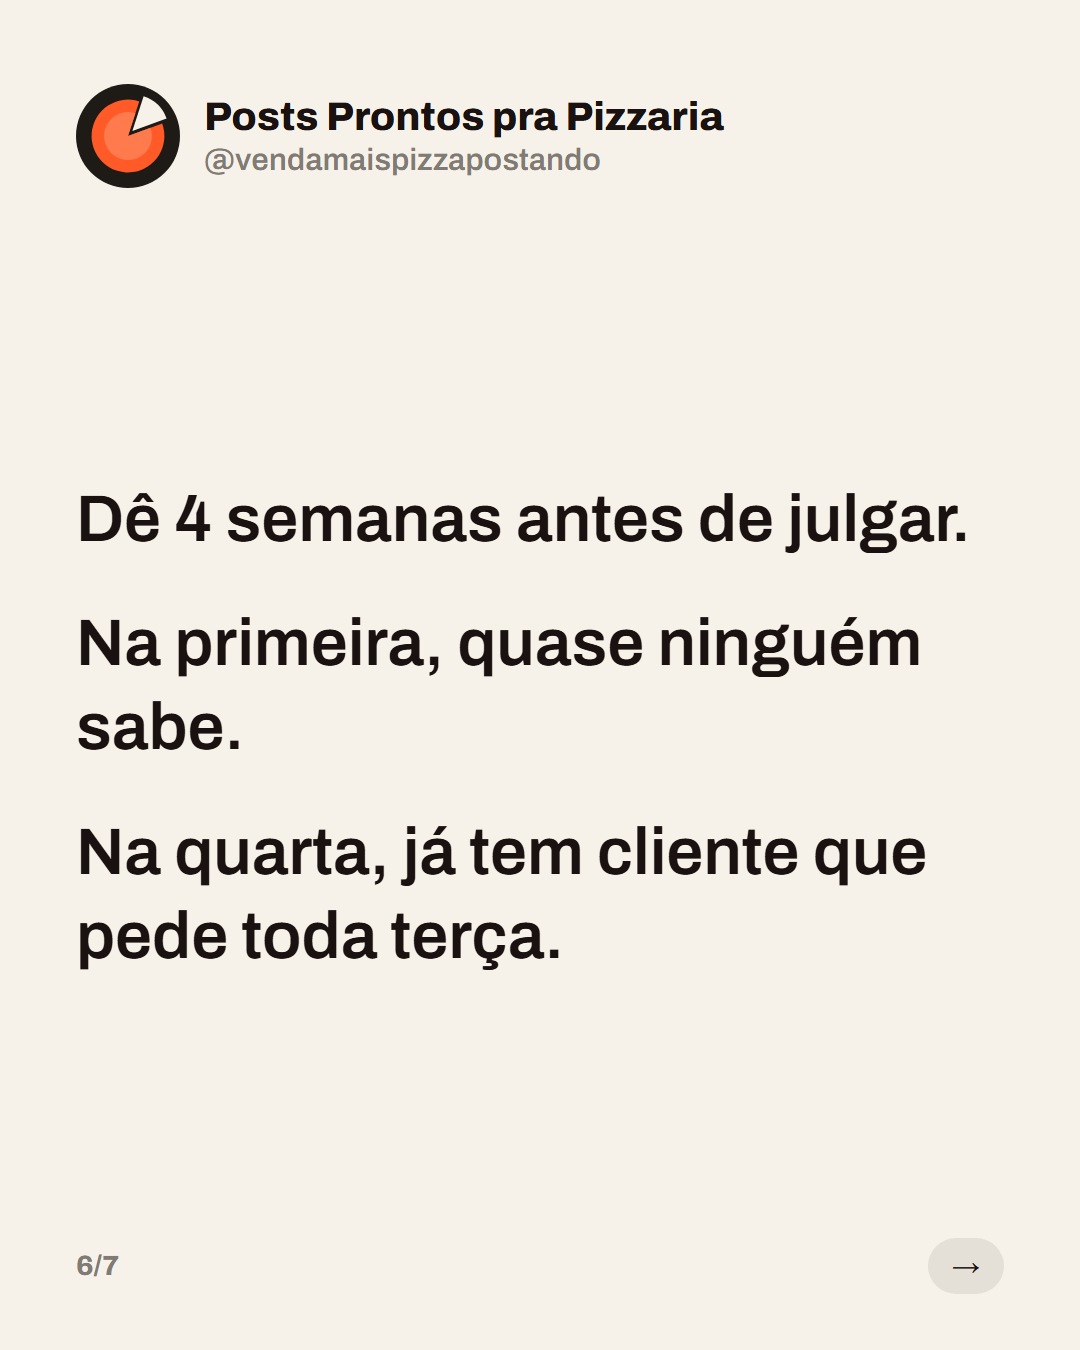 Posts Prontos pra Pizzaria
@vendamaispizzapostando
Dê 4 semanas antes de julgar.
Na primeira, quase ninguém
sabe.
Na quarta, já tem cliente que
pede toda terça.
6/7
→